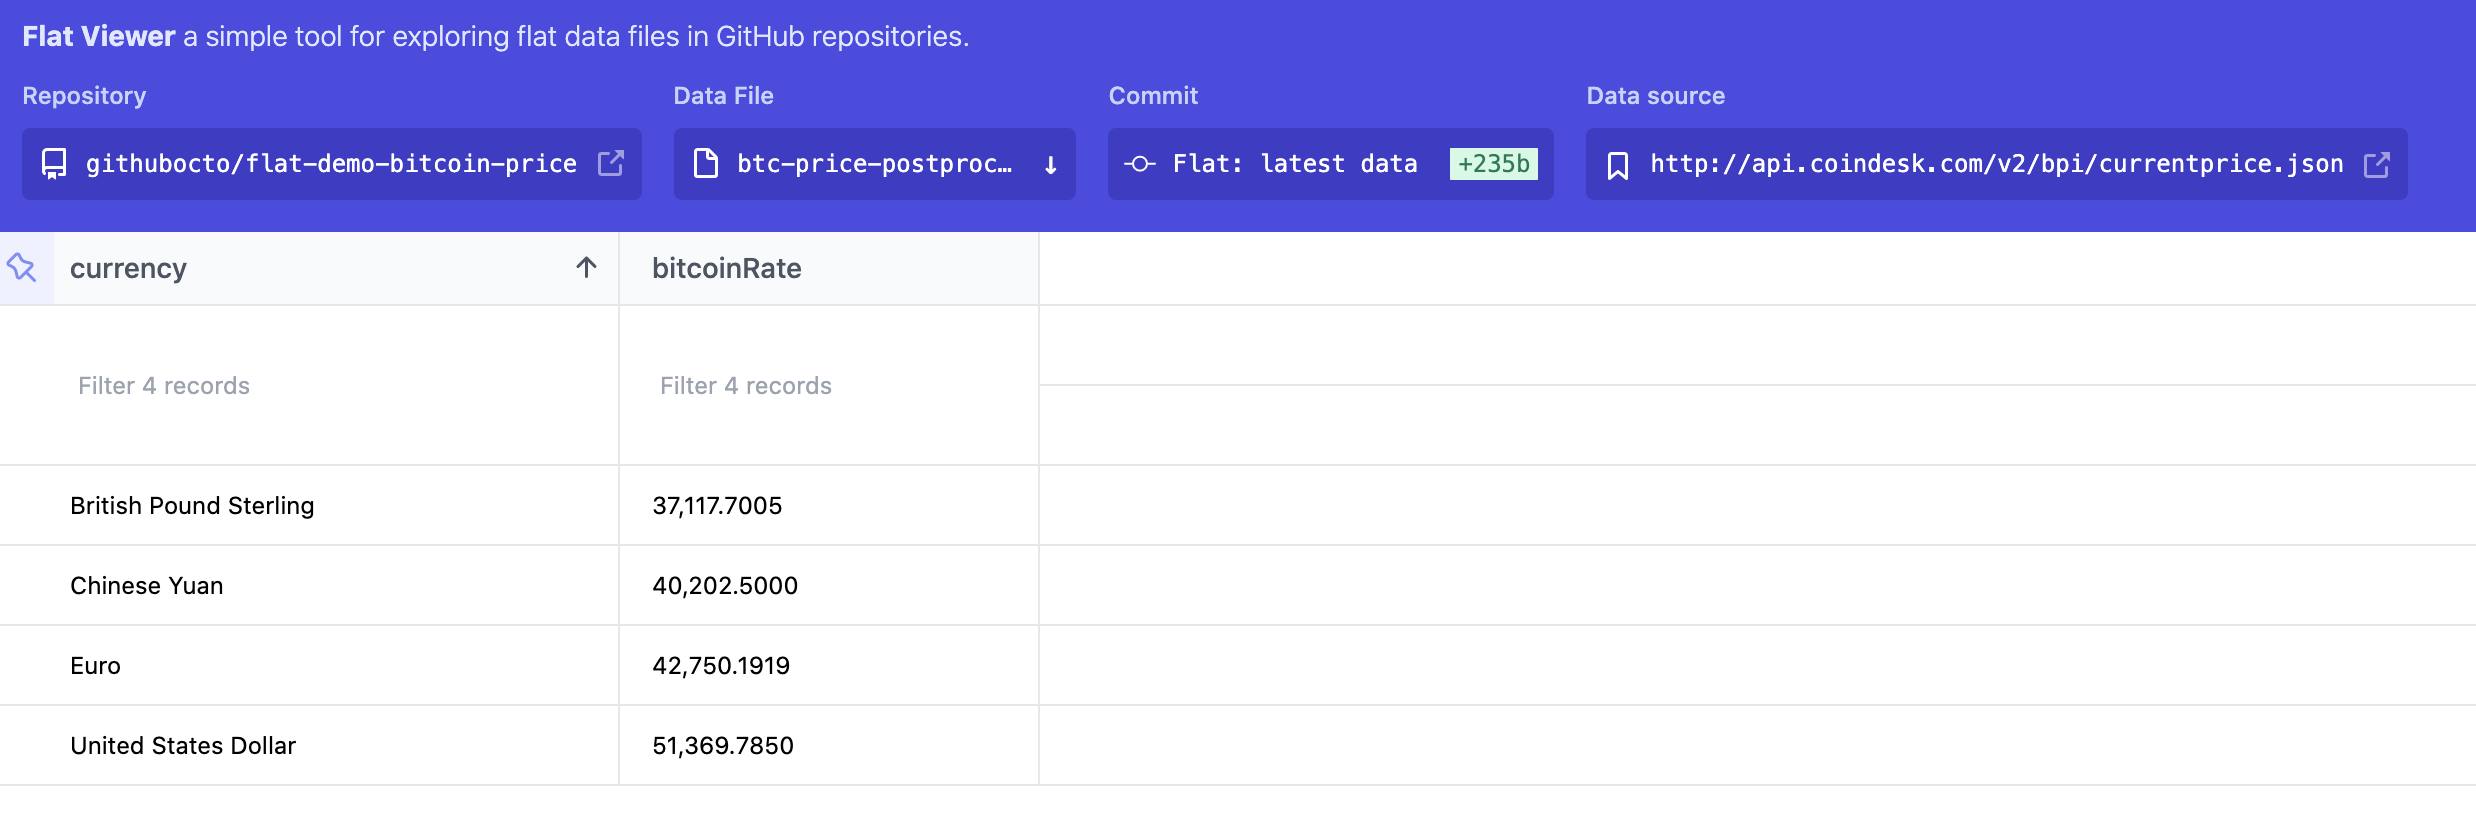 Flat Viewer a simple tool for exploring flat data files in GitHub repositories.
Repository Data File Commit Data source
githubocto/flat-demo-bitcoin-price btc-price-postproc… ↓ Flat: latest data +235b http://api.coindesk.com/v2/bpi/currentprice.json
currency ↑ bitcoinRate
Filter 4 records Filter 4 records
British Pound Sterling 37,117.7005
Chinese Yuan 40,202.5000
Euro 42,750.1919
United States Dollar 51,369.7850